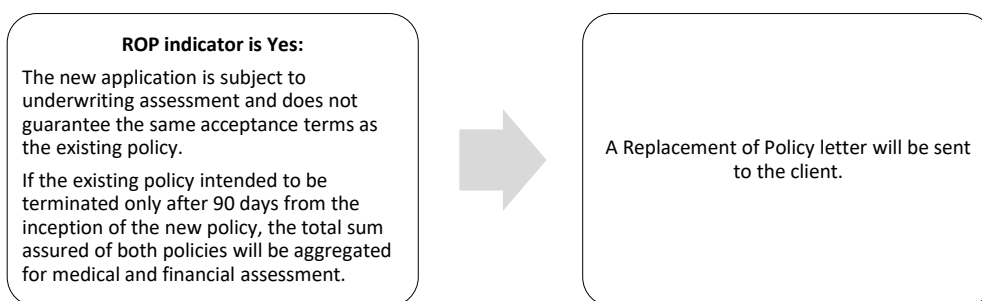 ROP indicator is Yes:
The new application is subject to
underwriting assessment and does not
guarantee the same acceptance terms as
the existing policy.
If the existing policy intended to be
terminated only after 90 days from the
inception of the new policy, the total sum
assured of both policies will be aggregated
for medical and financial assessment.
A Replacement of Policy letter will be sent
to the client.